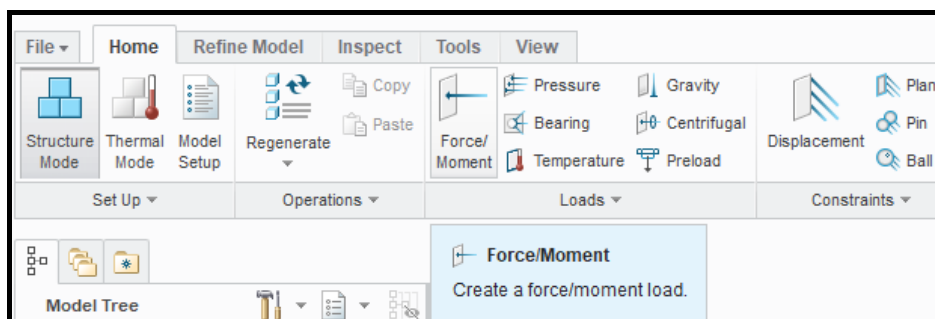 File
Home
Refine Model
Inspect
Tools
View
Structure Mode
Thermal Mode
Model Setup
Regenerate
Copy
Paste
Force/ Moment
Pressure
Bearing
Temperature
Gravity
Centrifugal
Preload
Displacement
Plan
Pin
Ball
Set Up
Operations
Loads
Constraints
Force/Moment
Create a force/moment load.
Model Tree